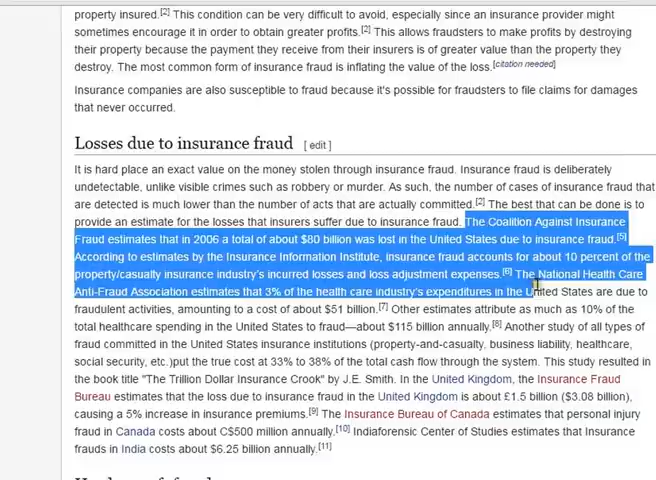 property insured.[2] This condition can be very difficult to avoid, especially since an insurance provider might
sometimes encourage it in order to obtain greater profits.[2] This allows fraudsters to make profits by destroying
their property because the payment they receive from their insurers is of greater value than the property they
destroy. The most common form of insurance fraud is inflating the value of the loss.[citation needed]
Insurance companies are also susceptible to fraud because it's possible for fraudsters to file claims for damages
that never occurred.
Losses due to insurance fraud [ edit ]
It is hard place an exact value on the money stolen through insurance fraud. Insurance fraud is deliberately
undetectable, unlike visible crimes such as robbery or murder. As such, the number of cases of insurance fraud that
are detected is much lower than the number of acts that are actually committed.[2] The best that can be done is to
provide an estimate for the losses that insurers suffer due to insurance fraud. The Coalition Against Insurance
Fraud estimates that in 2006 a total of about $80 billion was lost in the United States due to insurance fraud.[5]
According to estimates by the Insurance Information Institute, insurance fraud accounts for about 10 percent of the
property/casualty insurance industry's incurred losses and loss adjustment expenses.[6] The National Health Care
Anti-Fraud Association estimates that 3% of the health care industry's expenditures in the United States are due to
fraudulent activities, amounting to a cost of about $51 billion.[7] Other estimates attribute as much as 10% of the
total healthcare spending in the United States to fraud—about $115 billion annually.[8] Another study of all types of
fraud committed in the United States insurance institutions (property-and-casualty, business liability, healthcare,
social security, etc.)put the true cost at 33% to 38% of the total cash flow through the system. This study resulted in
the book title "The Trillion Dollar Insurance Crook" by J.E. Smith. In the United Kingdom, the Insurance Fraud
Bureau estimates that the loss due to insurance fraud in the United Kingdom is about £1.5 billion ($3.08 billion),
causing a 5% increase in insurance premiums.[9] The Insurance Bureau of Canada estimates that personal injury
fraud in Canada costs about C$500 million annually.[10] Indiaforensic Center of Studies estimates that Insurance
frauds in India costs about $6.25 billion annually.[11]